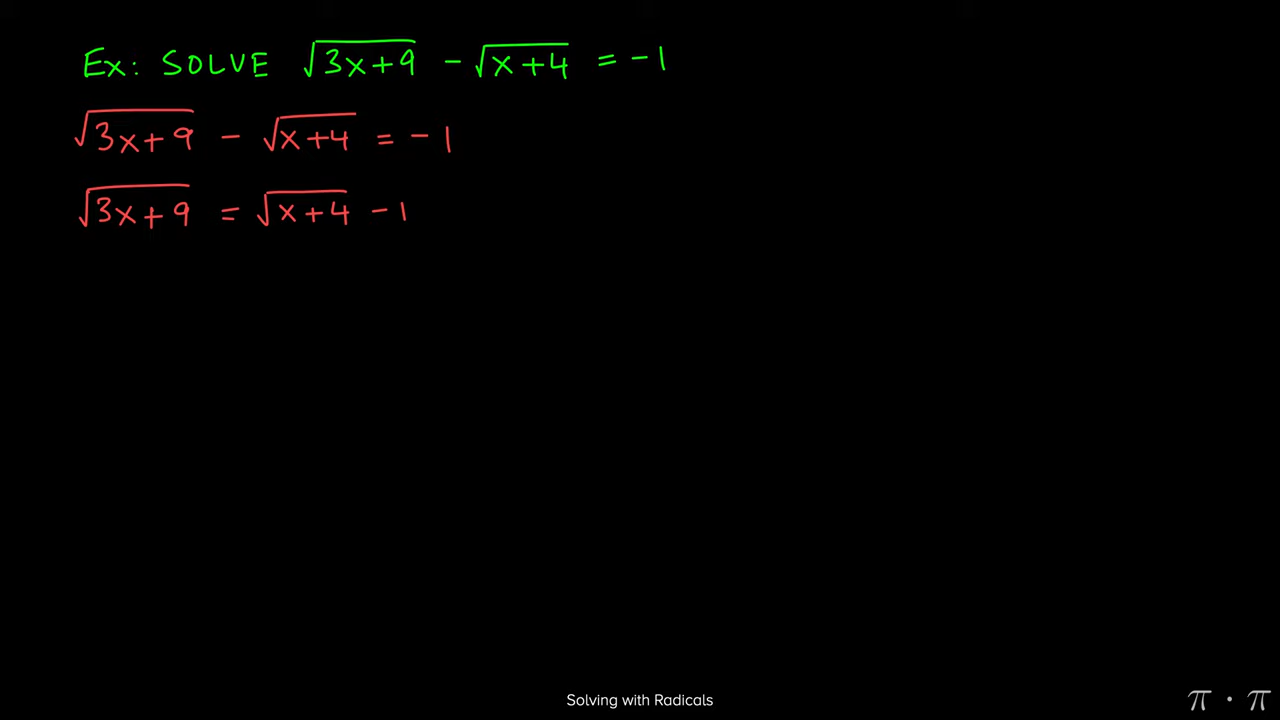 Ex: SOLVE √(3x+9) - √(x+4) = -1
√(3x+9) - √(x+4) = -1
√(3x+9) = √(x+4) - 1
Solving with Radicals
π · π